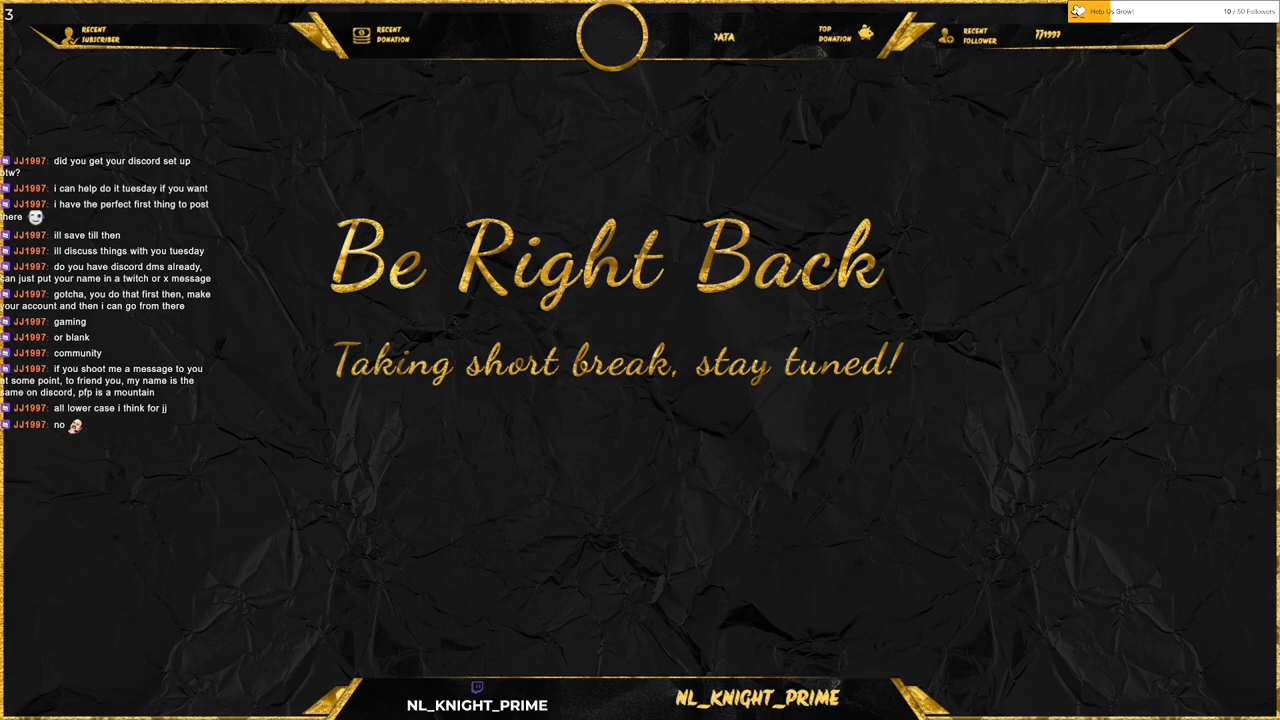 3
RECENT
SUBSCRIBER
RECENT
DONATION
TOP
DONATION
RECENT
FOLLOWER
JJ1997
Help Us Grow!
10 / 50 Followers
JJ1997: did you get your discord set up
btw?
JJ1997: i can help do it tuesday if you want
JJ1997: i have the perfect first thing to post
there
JJ1997: ill save till then
JJ1997: ill discuss things with you tuesday
JJ1997: do you have discord dms already,
can just put your name in a twitch or x message
JJ1997: gotcha, you do that first then, make
your account and then i can go from there
JJ1997: gaming
JJ1997: or blank
JJ1997: community
JJ1997: if you shoot me a message to you
at some point, to friend you, my name is the
same on discord, pfp is a mountain
JJ1997: all lower case i think for jj
JJ1997: no
Be Right Back
Taking short break, stay tuned!
NL_KNIGHT_PRIME
NL_KNIGHT_PRIME